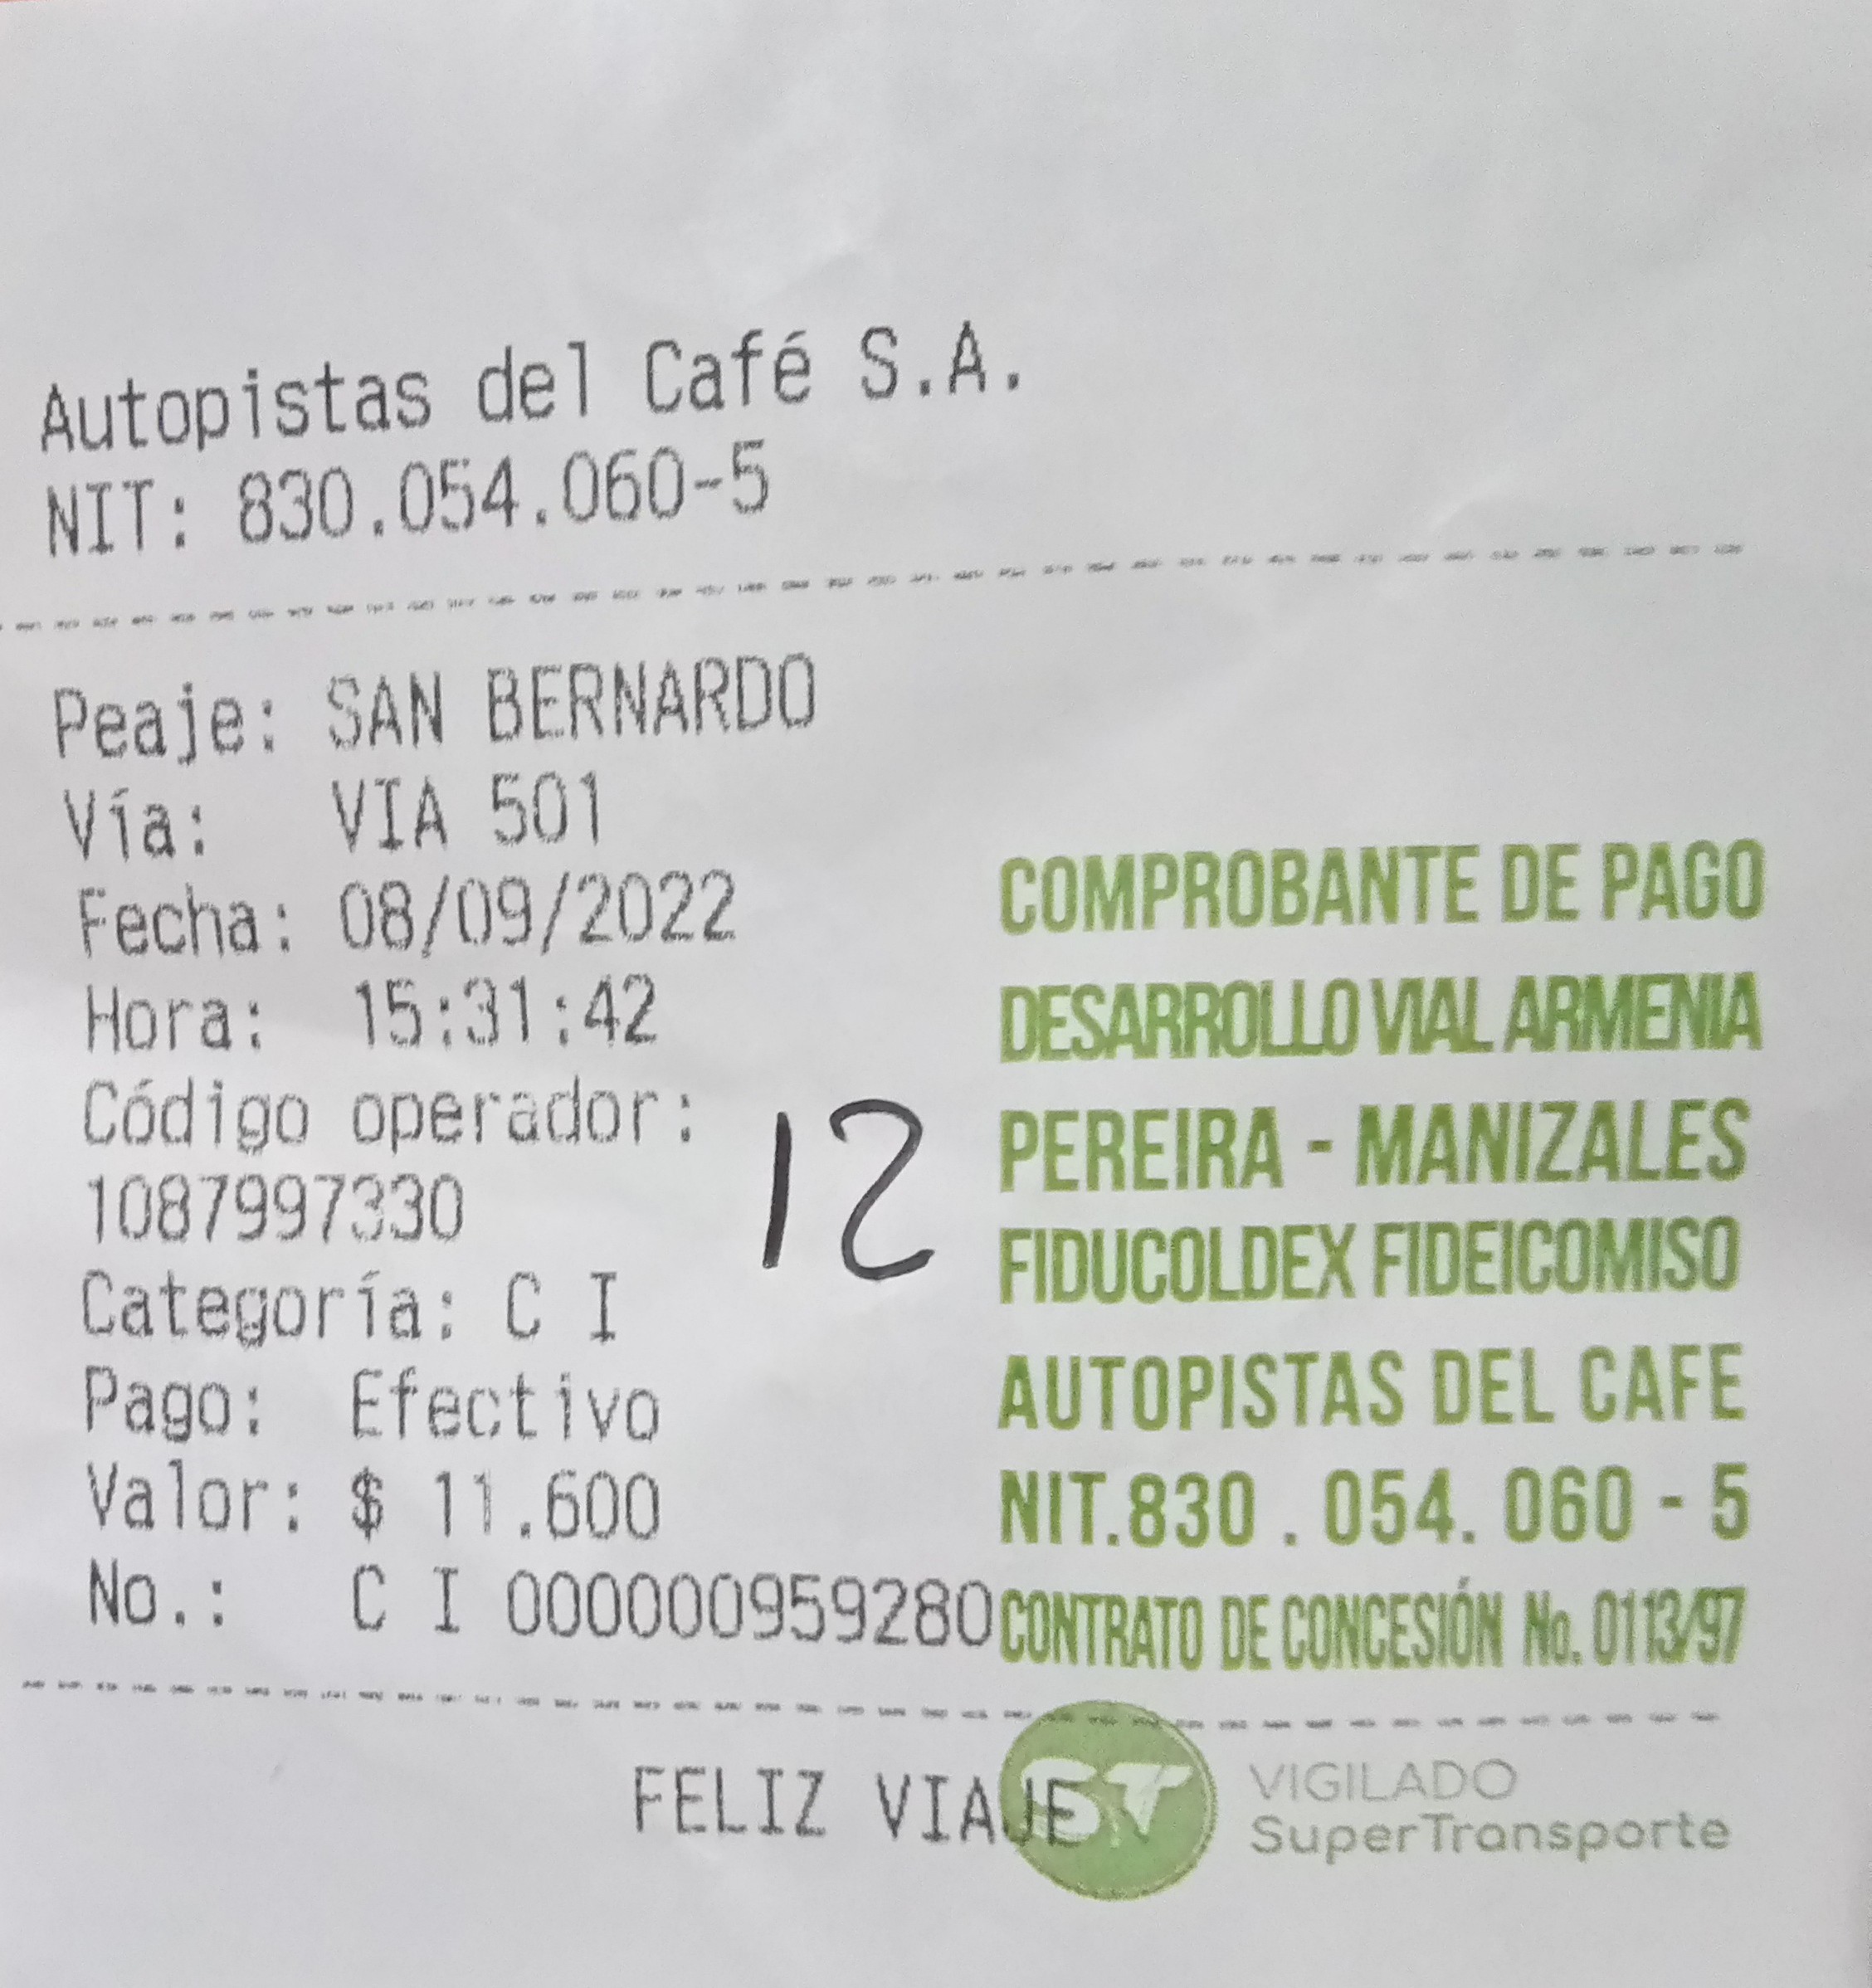 Autopistas del Café S.A.
NIT: 830.054.060-5
Peaje: SAN BERNARDO
Vía: VIA 501
Fecha: 08/09/2022
Hora: 15:31:42
Código operador:
1087997330
Categoría: C I
Pago: Efectivo
Valor: $ 11.600
No.: C I 000000959280
12
COMPROBANTE DE PAGO
DESARROLLO VIAL ARMENIA
PEREIRA - MANIZALES
FIDUCOLDEX FIDEICOMISO
AUTOPISTAS DEL CAFE
NIT.830 . 054. 060 - 5
CONTRATO DE CONCESIÓN No. 0113/97
FELIZ VIAJE
ST
VIGILADO
SuperTransporte